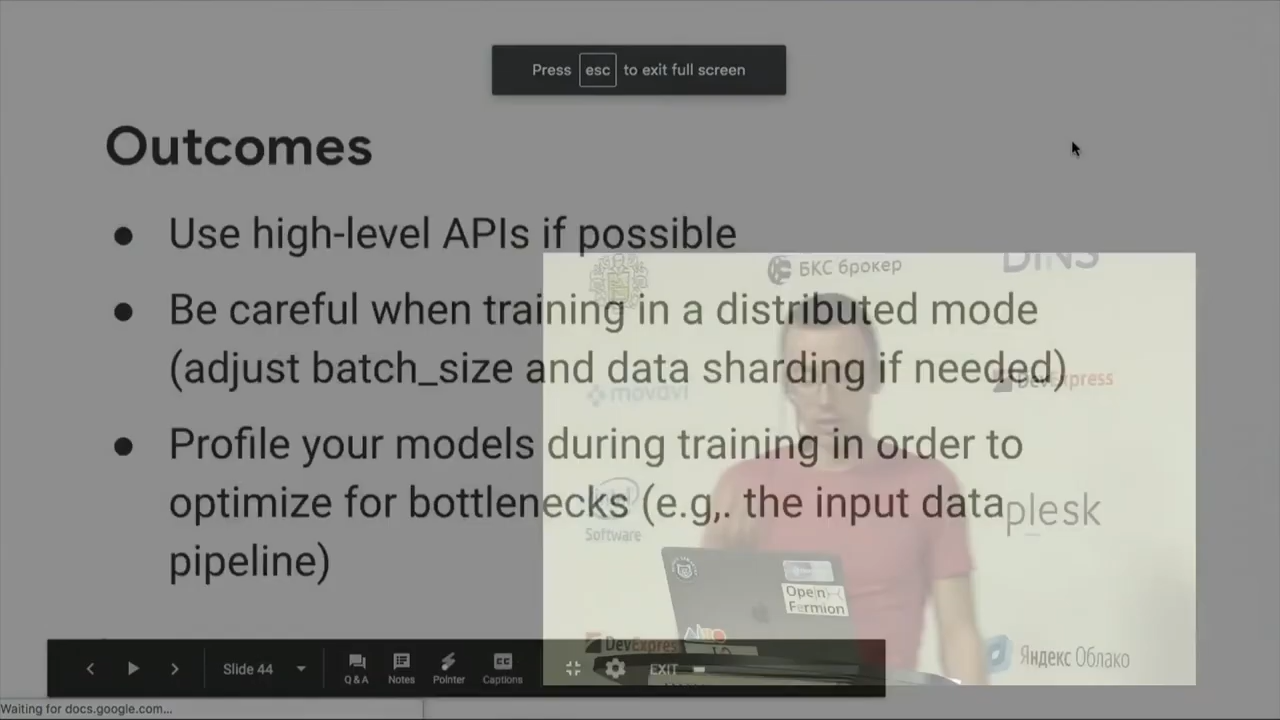 Press esc to exit full screen
Outcomes
● Use high-level APIs if possible
БКС брокер
DINS
● Be careful when training in a distributed mode
(adjust batch_size and data sharding if needed)
movavi
DevExpress
● Profile your models during training in order to
optimize for bottlenecks (e.g,. the input data
pipeline)
plesk
Software
Open
Fermion
DevExpress
Яндекс Облако
Slide 44
Q & A
Notes
Pointer
Captions
EXIT
Waiting for docs.google.com...